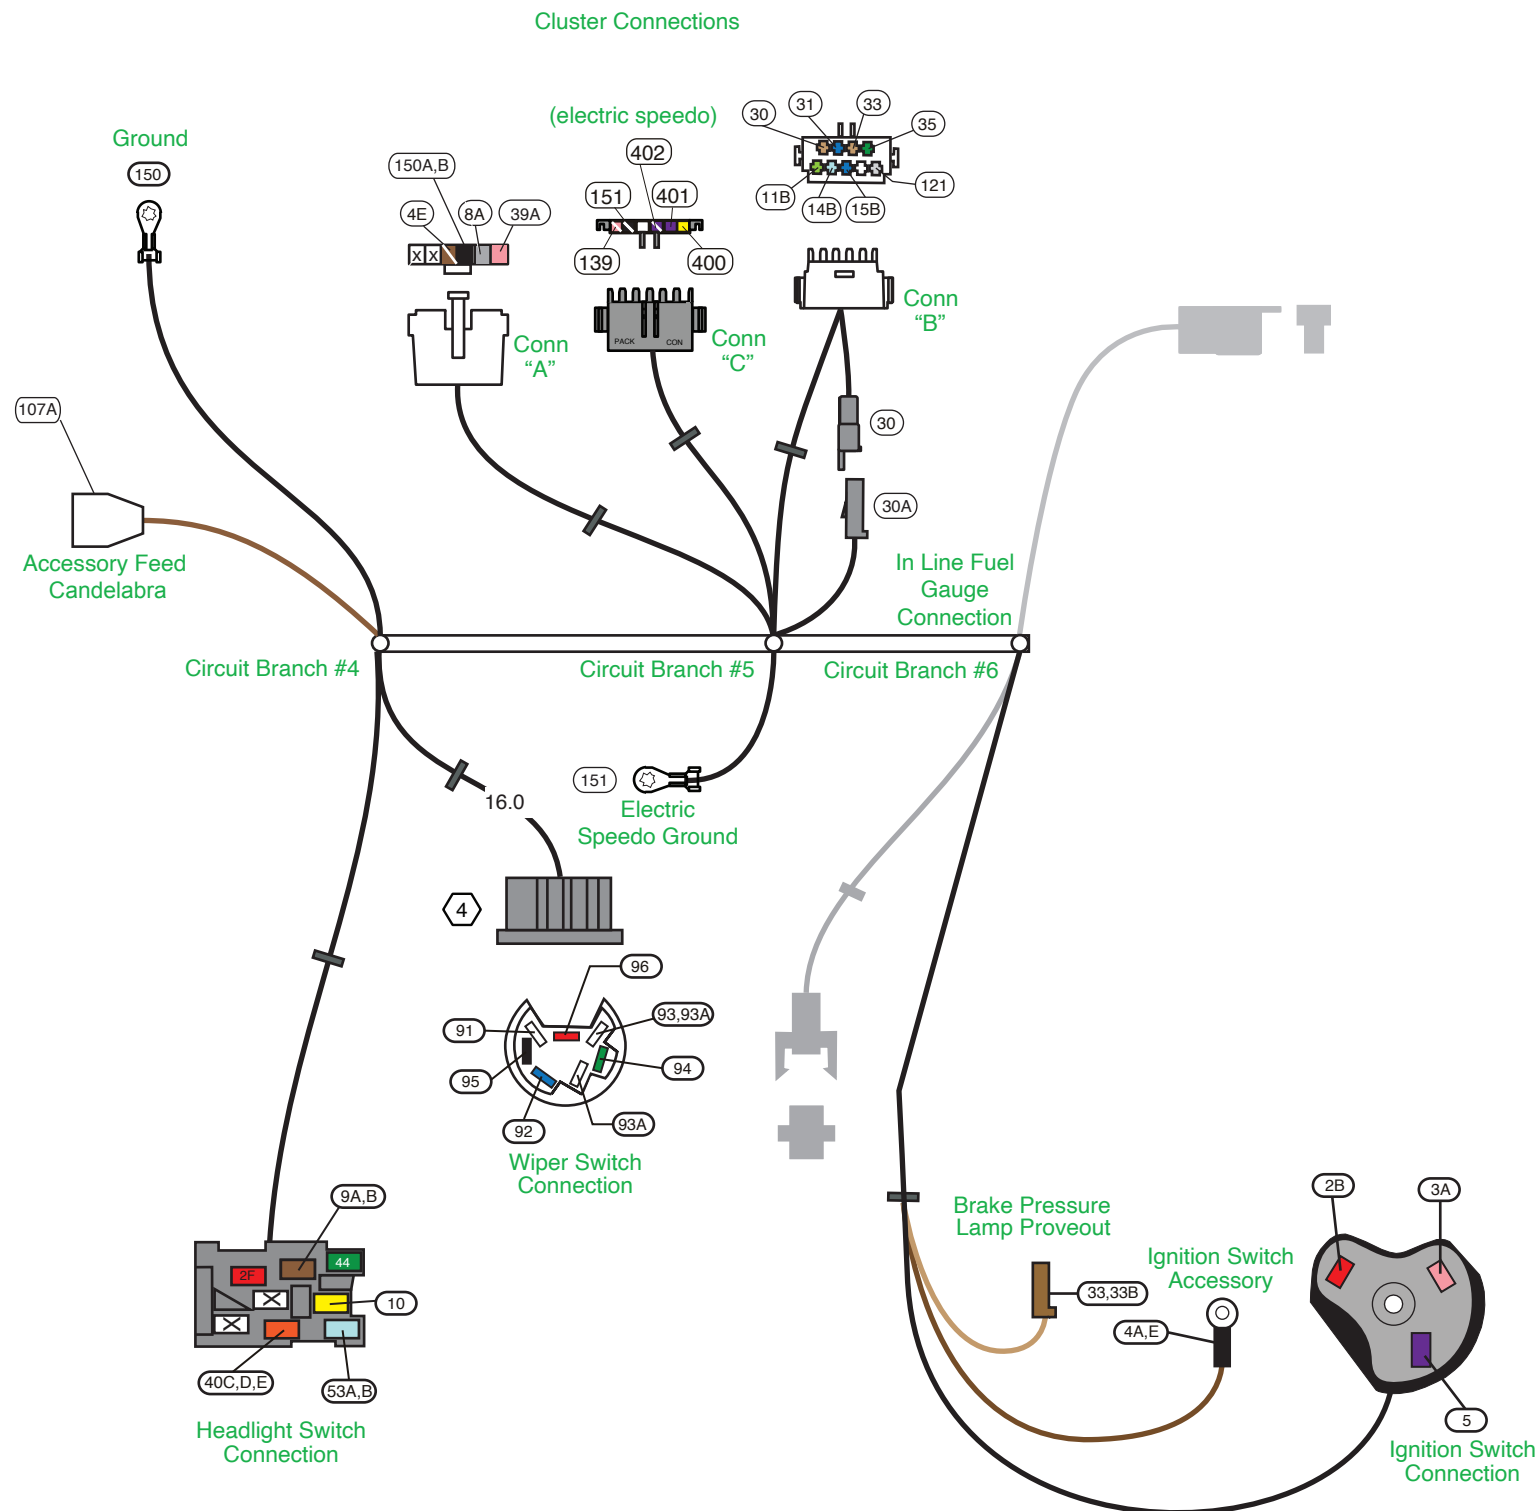 Cluster Connections
(electric speedo)
Ground
150
150A,B
4E
8A
39A
X X
402
151
401
139
400
30
31
33
35
11B
14B
15B
121
Conn
“A”
PACK CON
Conn
“C”
Conn
“B”
107A
30
30A
Accessory Feed
Candelabra
In Line Fuel
Gauge
Connection
Circuit Branch #4
Circuit Branch #5
Circuit Branch #6
16.0
151
Electric
Speedo Ground
4
96
91
93,93A
95
94
92
93A
Wiper Switch
Connection
9A,B
44
2F
X
10
X
40C,D,E
53A,B
Headlight Switch
Connection
Brake Pressure
Lamp Proveout
33,33B
Ignition Switch
Accessory
4A,E
2B
3A
5
Ignition Switch
Connection